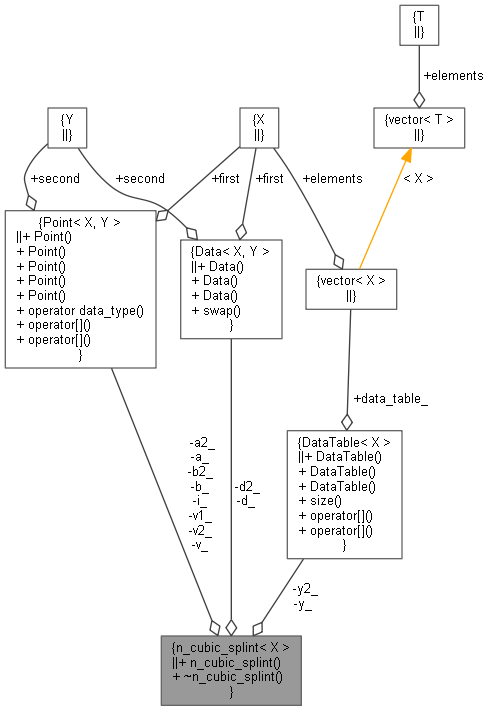 {T
||}
+elements
{Y
||}
{X
||}
{vector< T >
||}
+second
+second
+first
+first
+elements
< X >
{Point< X, Y >
||+ Point()
+ Point()
+ Point()
+ Point()
+ Point()
+ operator data_type()
+ operator[]()
+ operator[]()
}
{Data< X, Y >
||+ Data()
+ Data()
+ Data()
+ swap()
}
{vector< X >
||}
+data_table_
-a2_
-a_
-b2_
-b_
-i_
-v1_
-v2_
-v_
-d2_
-d_
{DataTable< X >
||+ DataTable()
+ DataTable()
+ DataTable()
+ size()
+ operator[]()
+ operator[]()
}
-y2_
-y_
{n_cubic_splint< X >
||+ n_cubic_splint()
+ ~n_cubic_splint()
}